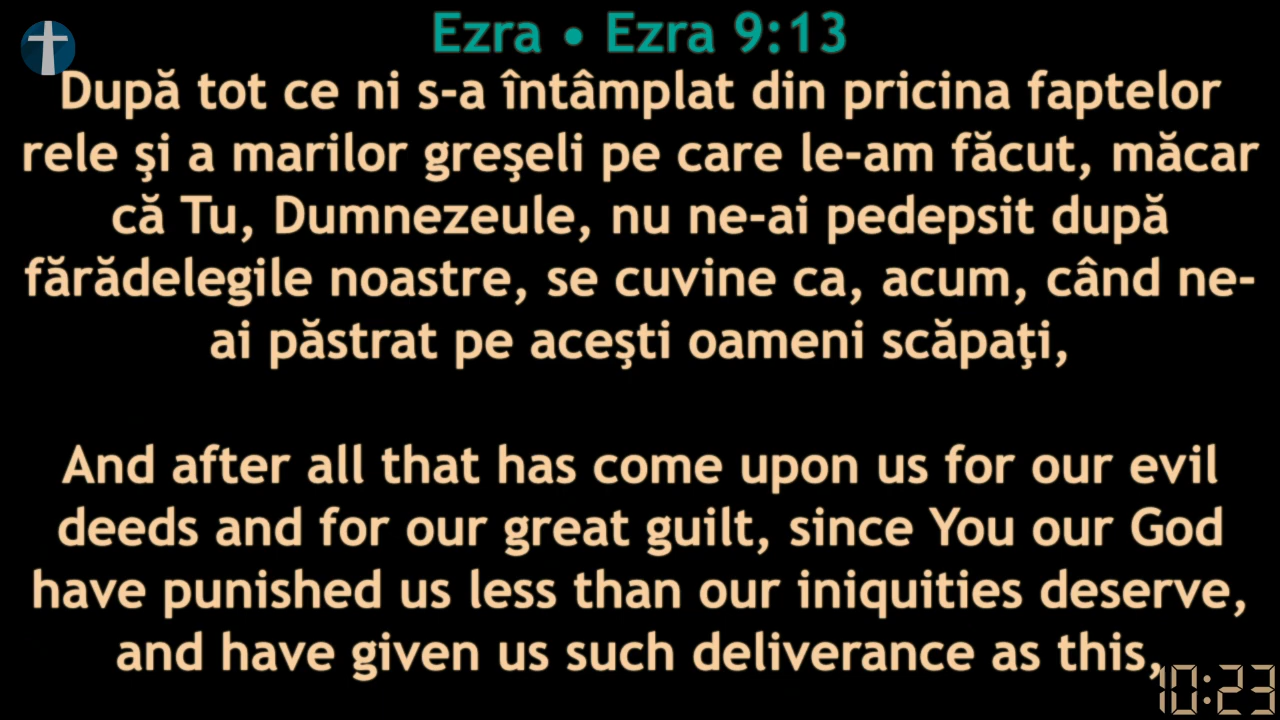 Ezra • Ezra 9:13
După tot ce ni s-a întâmplat din pricina faptelor
rele şi a marilor greşeli pe care le-am făcut, măcar
că Tu, Dumnezeule, nu ne-ai pedepsit după
fărădelegile noastre, se cuvine ca, acum, când ne-
ai păstrat pe aceşti oameni scăpaţi,
And after all that has come upon us for our evil
deeds and for our great guilt, since You our God
have punished us less than our iniquities deserve,
and have given us such deliverance as this,
10:23